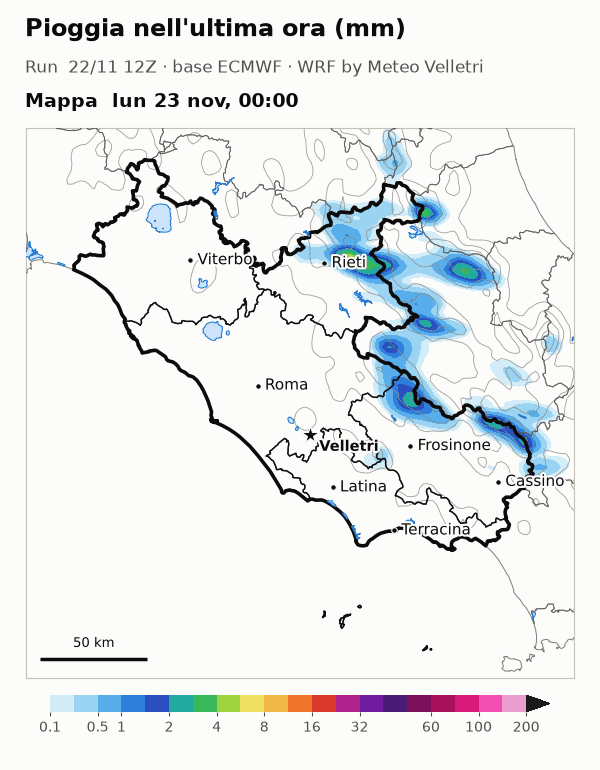 Pioggia nell'ultima ora (mm)
Run  22/11 12Z · base ECMWF · WRF by Meteo Velletri
Mappa  lun 23 nov, 00:00
Viterbo
Rieti
Roma
Velletri
Frosinone
Latina
Cassino
Terracina
50 km
0.1 0.5 1 2 4 8 16 32 60 100 200